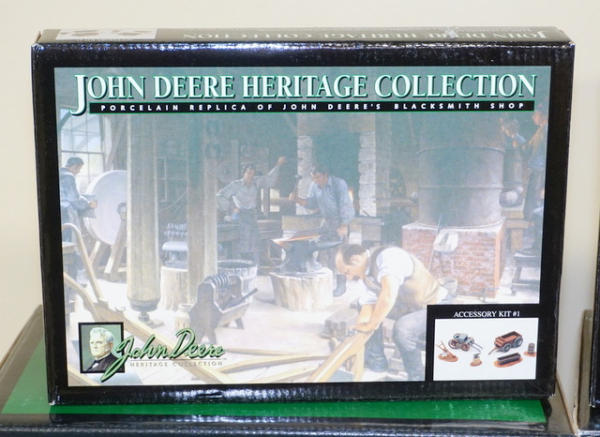 JOHN DEERE HERITAGE COLLECTION
PORCELAIN REPLICA OF JOHN DEERE'S BLACKSMITH SHOP
ACCESSORY KIT #1
John Deere
HERITAGE COLLECTION